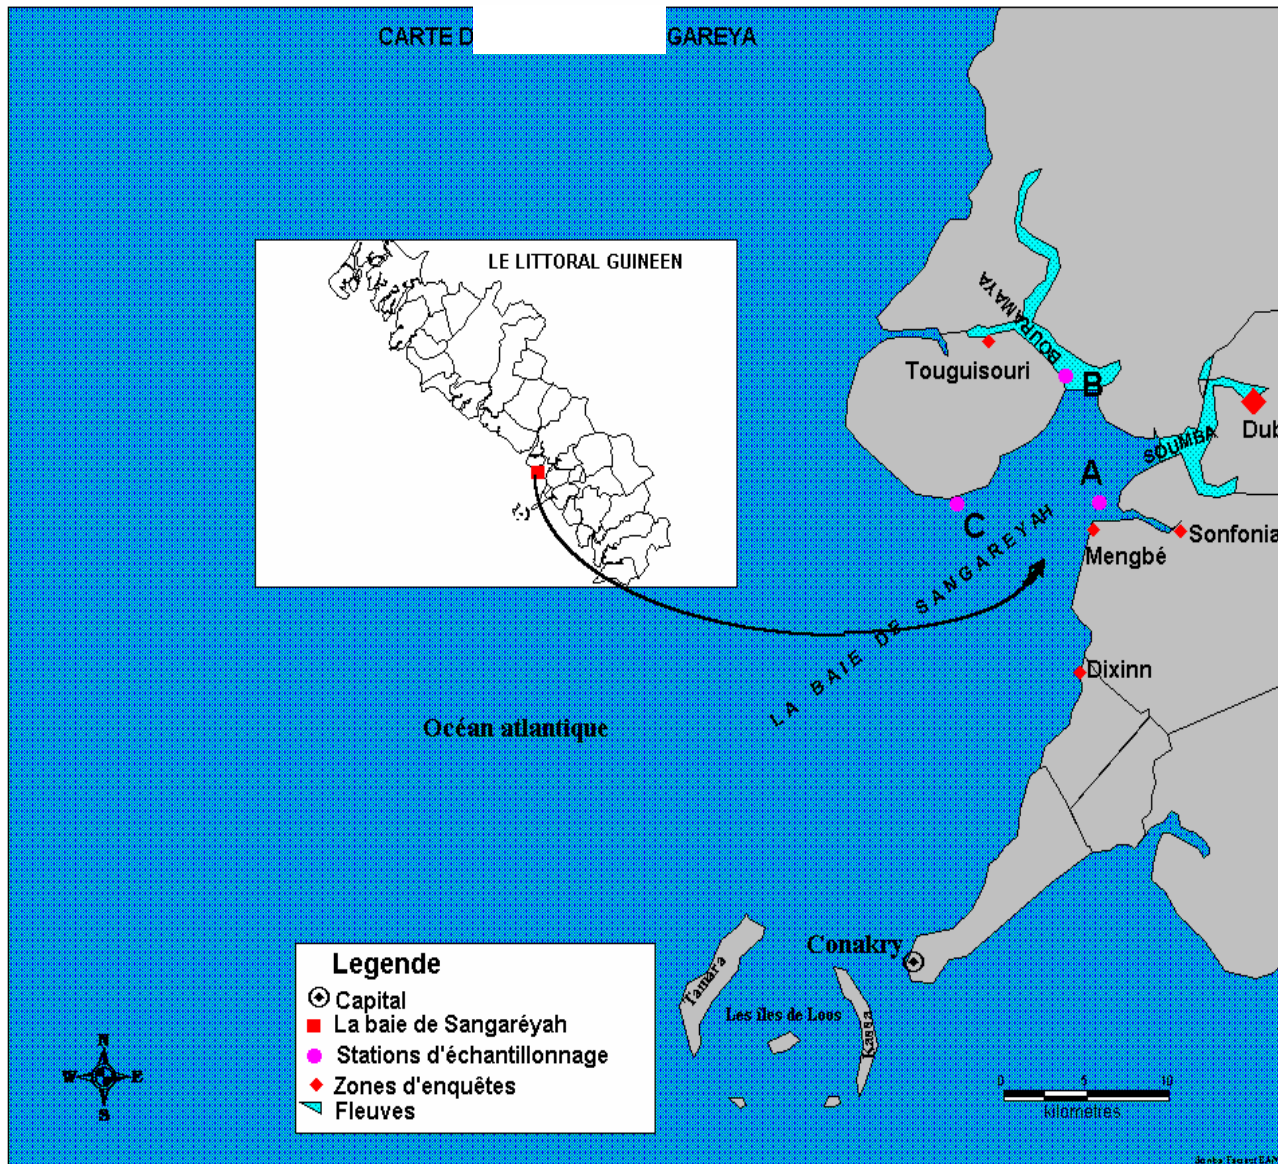 CARTE D GAREYA
LE LITTORAL GUINEEN
BOURAMAYA
Touguisouri
B
SOUMBA
Dub
A
C
Mengbé
Sonfonia
LA BAIE DE SANGAREYAH
Dixinn
Océan atlantique
Conakry
Tamara
Les îles de Loos
Kassa
Legende
Capital
La baie de Sangaréyah
Stations d'échantillonnage
Zones d'enquêtes
Fleuves
N
W E
S
0 5 10
kilometres